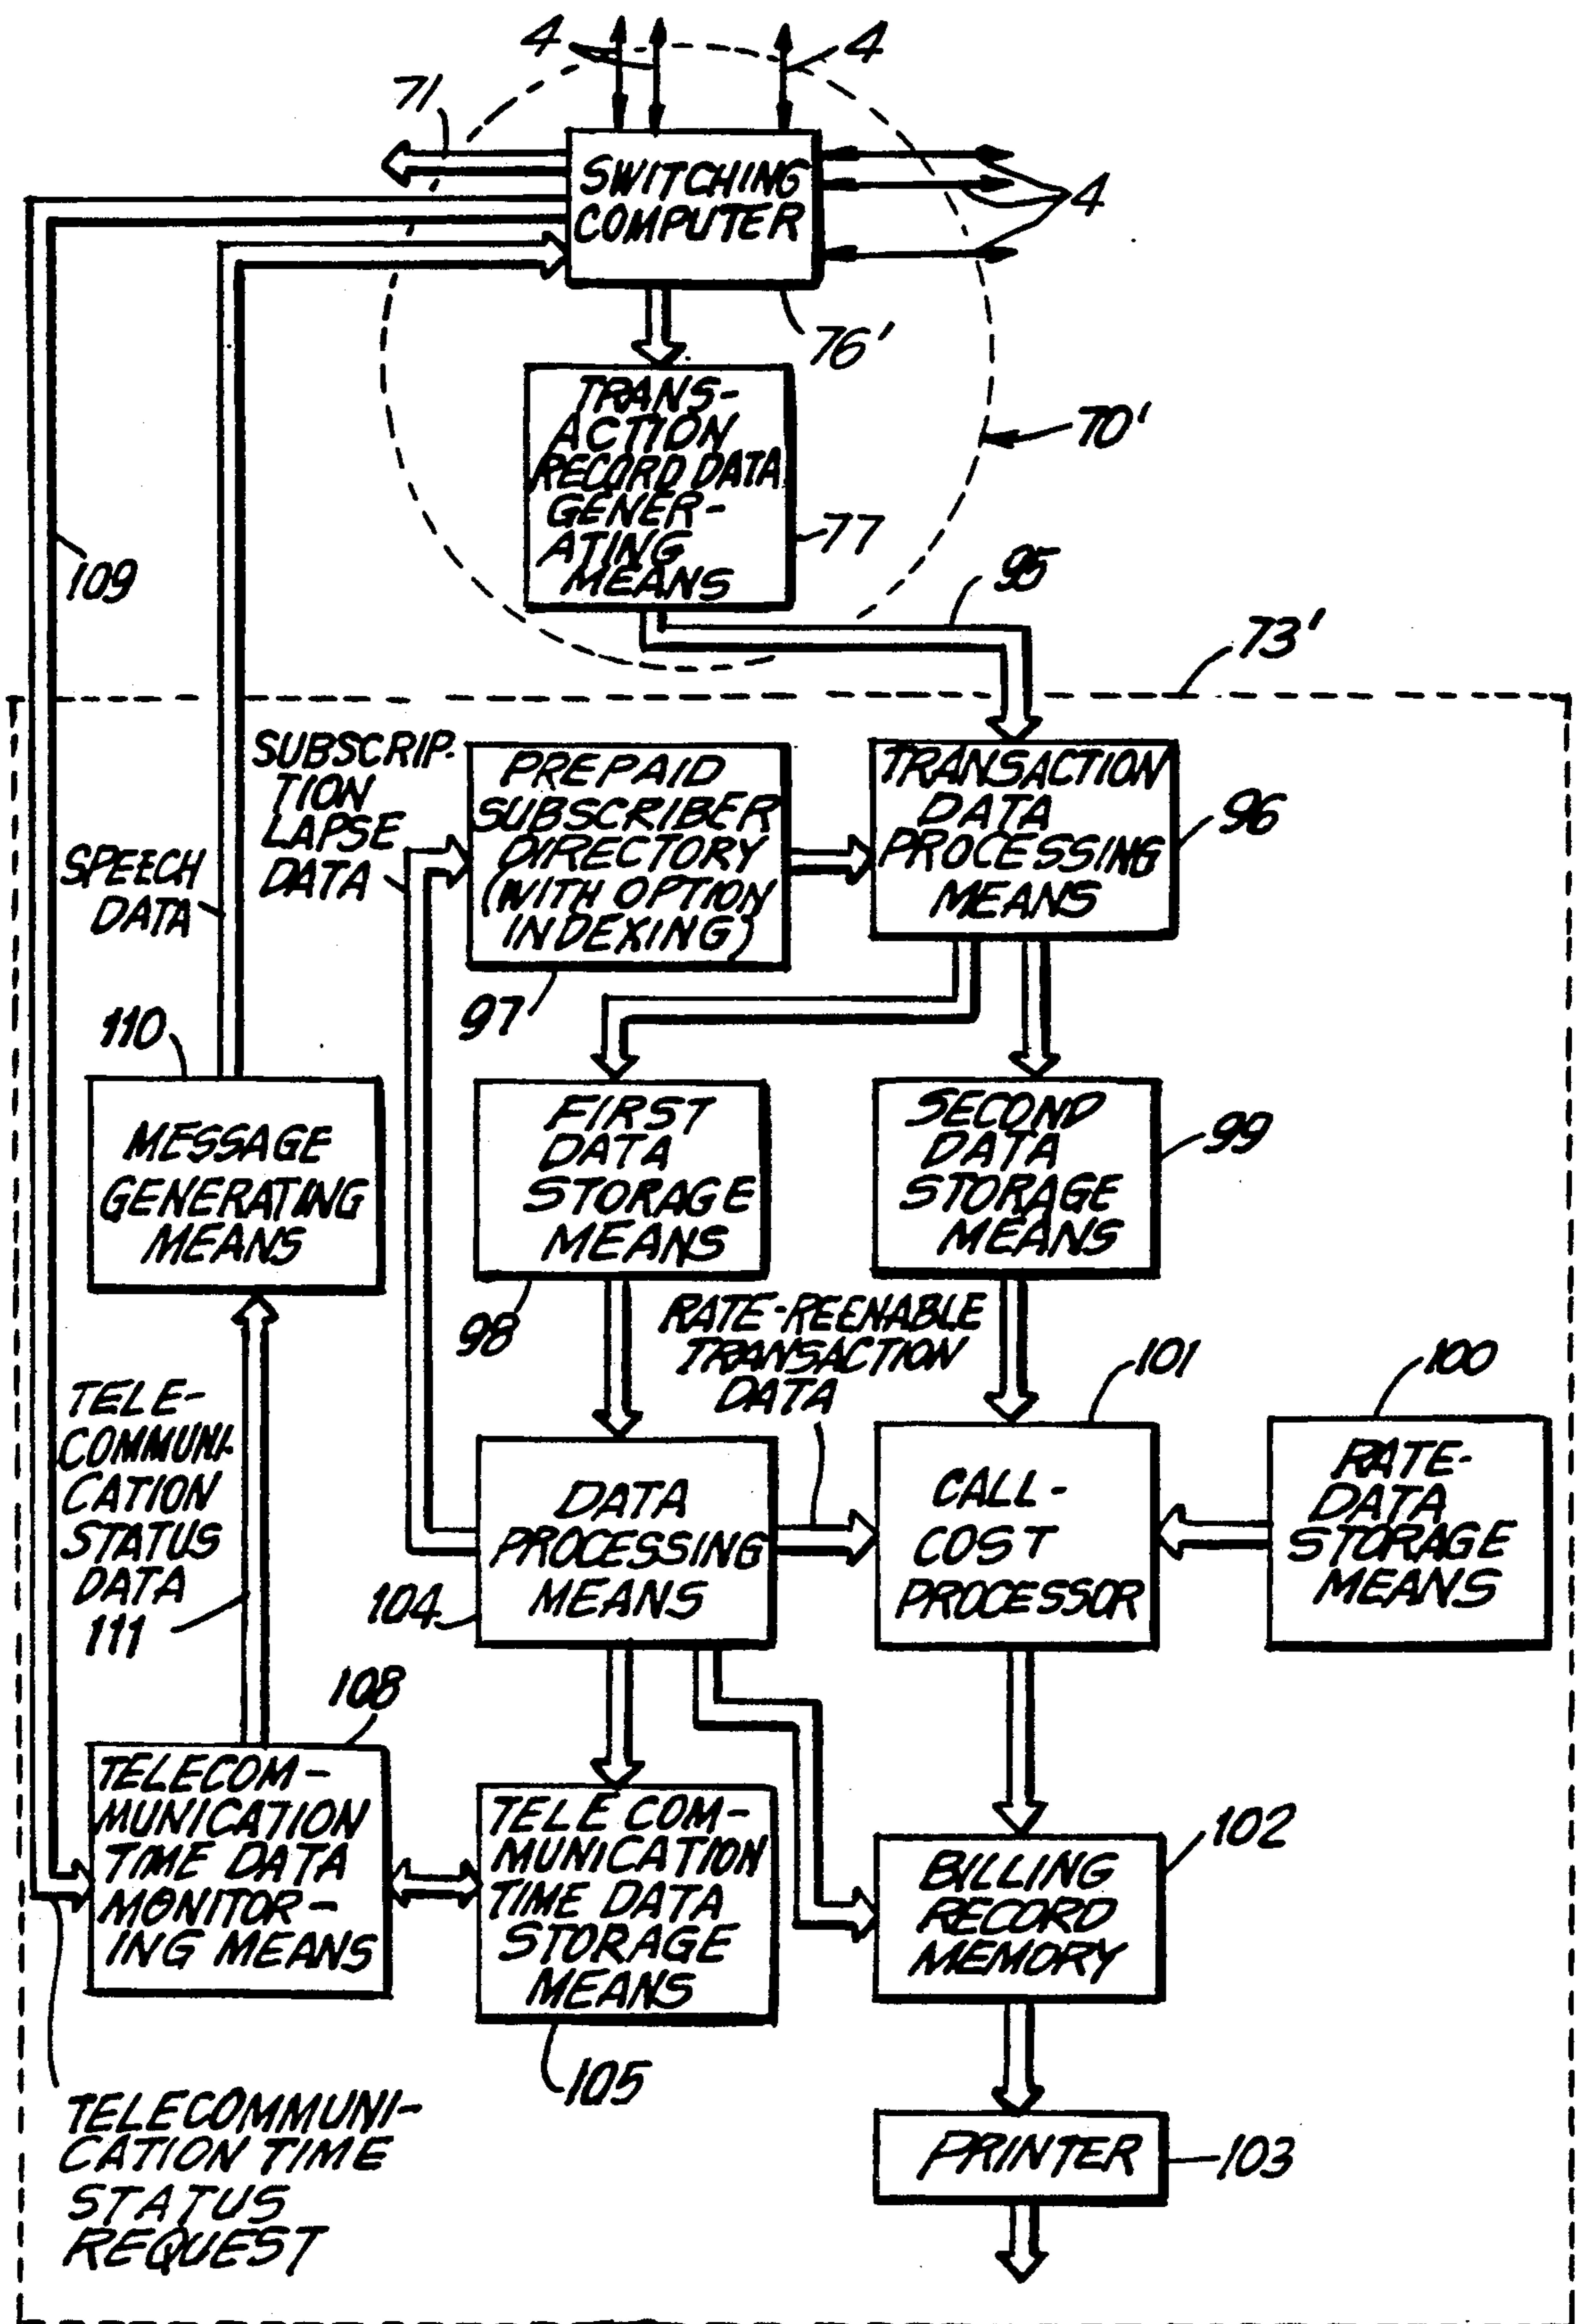 4
4
71
SWITCHING
COMPUTER
4
76'
TRANS-
ACTION
RECORD DATA
GENER-
ATING
MEANS
77
70'
109
95
73'
SUBSCRIP-
TION
LAPSE
DATA
SPEECH
DATA
PREPAID
SUBSCRIBER
DIRECTORY
(WITH OPTION
INDEXING)
97
TRANSACTION
DATA
PROCESSING
MEANS
96
110
MESSAGE
GENERATING
MEANS
FIRST
DATA
STORAGE
MEANS
98
SECOND
DATA
STORAGE
MEANS
99
RATE-REENABLE
TRANSACTION
DATA
101
100
TELE-
COMMUNI-
CATION
STATUS
DATA
111
DATA
PROCESSING
MEANS
104
CALL-
COST
PROCESSOR
RATE-
DATA
STORAGE
MEANS
108
TELECOM-
MUNICATION
TIME DATA
MONITOR-
ING MEANS
TELECOM-
MUNICATION
TIME DATA
STORAGE
MEANS
105
BILLING
RECORD
MEMORY
102
TELECOMMUNI-
CATION TIME
STATUS
REQUEST
PRINTER
103